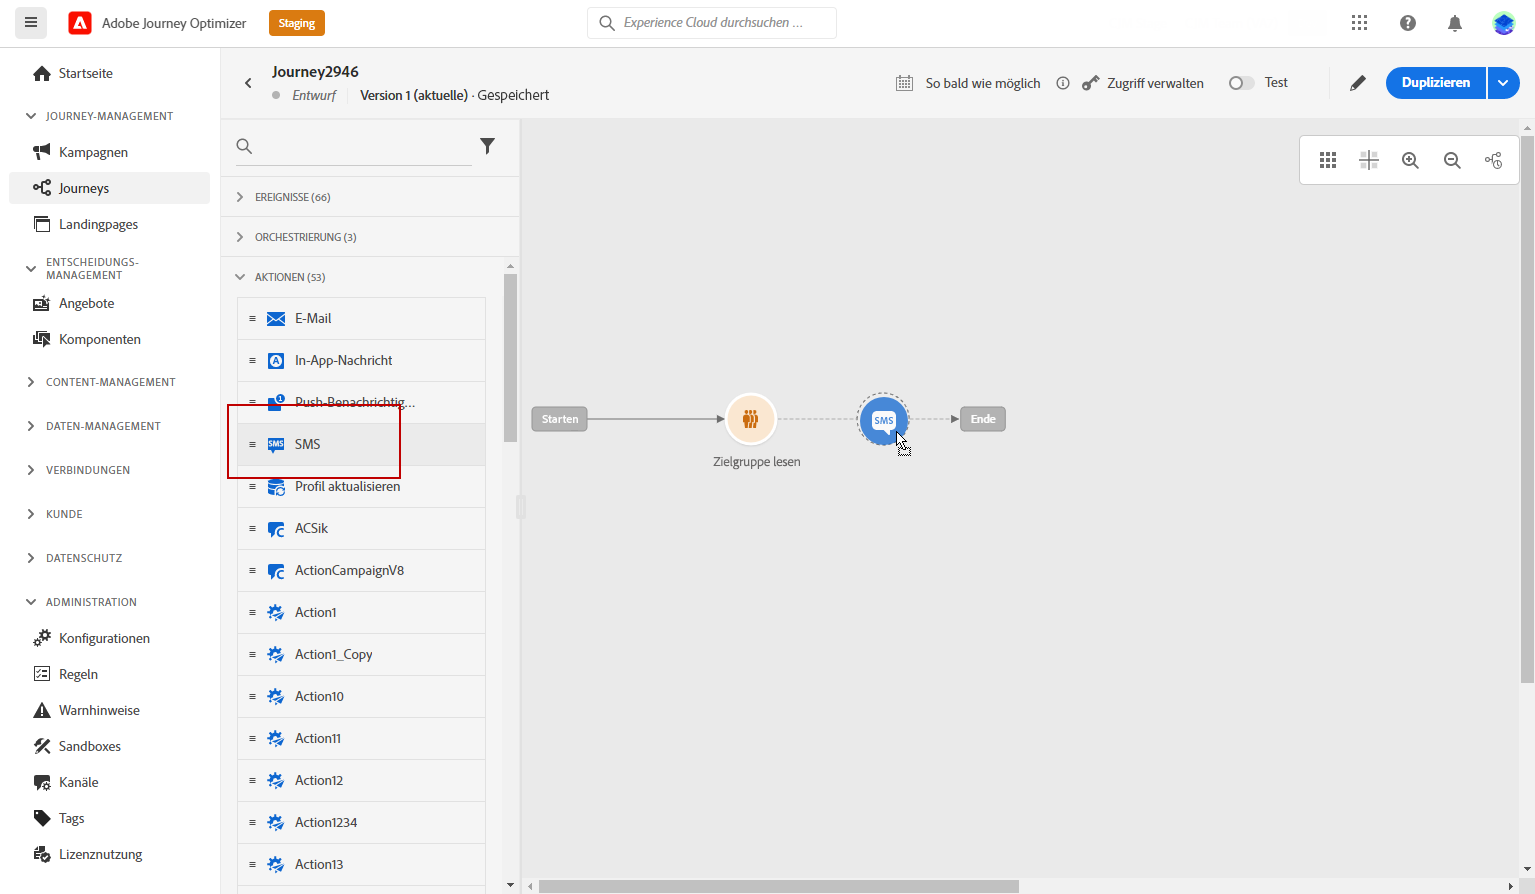 Adobe Journey Optimizer
Staging
Experience Cloud durchsuchen ...
Startseite
JOURNEY-MANAGEMENT
Kampagnen
Journeys
Landingpages
ENTSCHEIDUNGS-
MANAGEMENT
Angebote
Komponenten
CONTENT-MANAGEMENT
DATEN-MANAGEMENT
VERBINDUNGEN
KUNDE
DATENSCHUTZ
ADMINISTRATION
Konfigurationen
Regeln
Warnhinweise
Sandboxes
Kanäle
Tags
Lizenznutzung
Journey2946
Entwurf
Version 1 (aktuelle) · Gespeichert
So bald wie möglich
Zugriff verwalten
Test
Duplizieren
EREIGNISSE (66)
ORCHESTRIERUNG (3)
AKTIONEN (53)
E-Mail
In-App-Nachricht
Push-Benachrichtig...
SMS SMS
Profil aktualisieren
ACSik
ActionCampaignV8
Action1
Action1_Copy
Action10
Action11
Action12
Action1234
Action13
Starten
Zielgruppe lesen
SMS
Ende